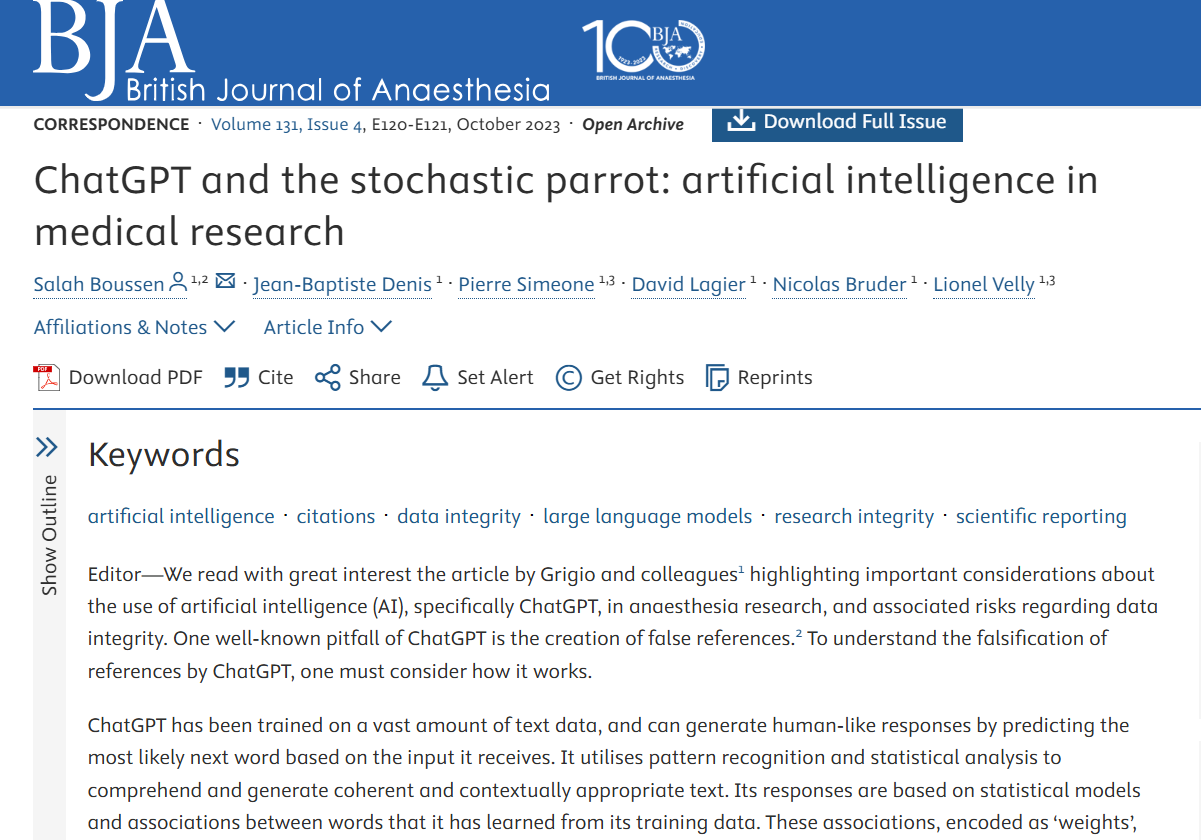 BJA
British Journal of Anaesthesia
100
BJA
1923-2023
BRITISH JOURNAL OF ANAESTHESIA
CORRESPONDENCE · Volume 131, Issue 4, E120-E121, October 2023 · Open Archive
Download Full Issue
ChatGPT and the stochastic parrot: artificial intelligence in
medical research
Salah Boussen 1,2 · Jean-Baptiste Denis 1 · Pierre Simeone 1,3 · David Lagier 1 · Nicolas Bruder 1 · Lionel Velly 1,3
Affiliations & Notes Article Info
PDF Download PDF Cite Share Set Alert © Get Rights Reprints
Show Outline
Keywords
artificial intelligence · citations · data integrity · large language models · research integrity · scientific reporting
Editor—We read with great interest the article by Grigio and colleagues1 highlighting important considerations about
the use of artificial intelligence (AI), specifically ChatGPT, in anaesthesia research, and associated risks regarding data
integrity. One well-known pitfall of ChatGPT is the creation of false references.2 To understand the falsification of
references by ChatGPT, one must consider how it works.
ChatGPT has been trained on a vast amount of text data, and can generate human-like responses by predicting the
most likely next word based on the input it receives. It utilises pattern recognition and statistical analysis to
comprehend and generate coherent and contextually appropriate text. Its responses are based on statistical models
and associations between words that it has learned from its training data. These associations, encoded as ‘weights’,